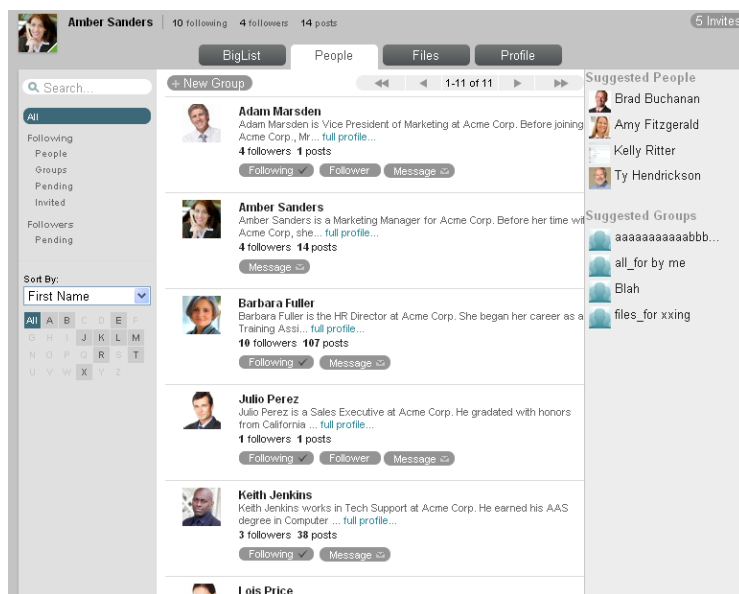 Amber Sanders 10 following 4 followers 14 posts 5 Invites
BigList People Files Profile
Search...
All
Following
People
Groups
Pending
Invited
Followers
Pending
Sort By:
First Name
All A B C D E F
G H I J K L M
N O P Q R S T
U V W X Y Z
+ New Group 1-11 of 11
Adam Marsden
Adam Marsden is Vice President of Marketing at Acme Corp. Before joining
Acme Corp., Mr... full profile...
4 followers 1 posts
Following Follower Message
Amber Sanders
Amber Sanders is a Marketing Manager for Acme Corp. Before her time wit
Acme Corp, she... full profile...
4 followers 14 posts
Message
Barbara Fuller
Barbara Fuller is the HR Director at Acme Corp. She began her career as a
Training Assi... full profile...
10 followers 107 posts
Following Message
Julio Perez
Julio Perez is a Sales Executive at Acme Corp. He gradated with honors
from California ... full profile...
1 followers 1 posts
Following Follower Message
Keith Jenkins
Keith Jenkins works in Tech Support at Acme Corp. He earned his AAS
degree in Computer ... full profile...
3 followers 38 posts
Following Message
Lois Price
Suggested People
Brad Buchanan
Amy Fitzgerald
Kelly Ritter
Ty Hendrickson
Suggested Groups
aaaaaaaaaaabbb...
all_for by me
Blah
files_for xxing